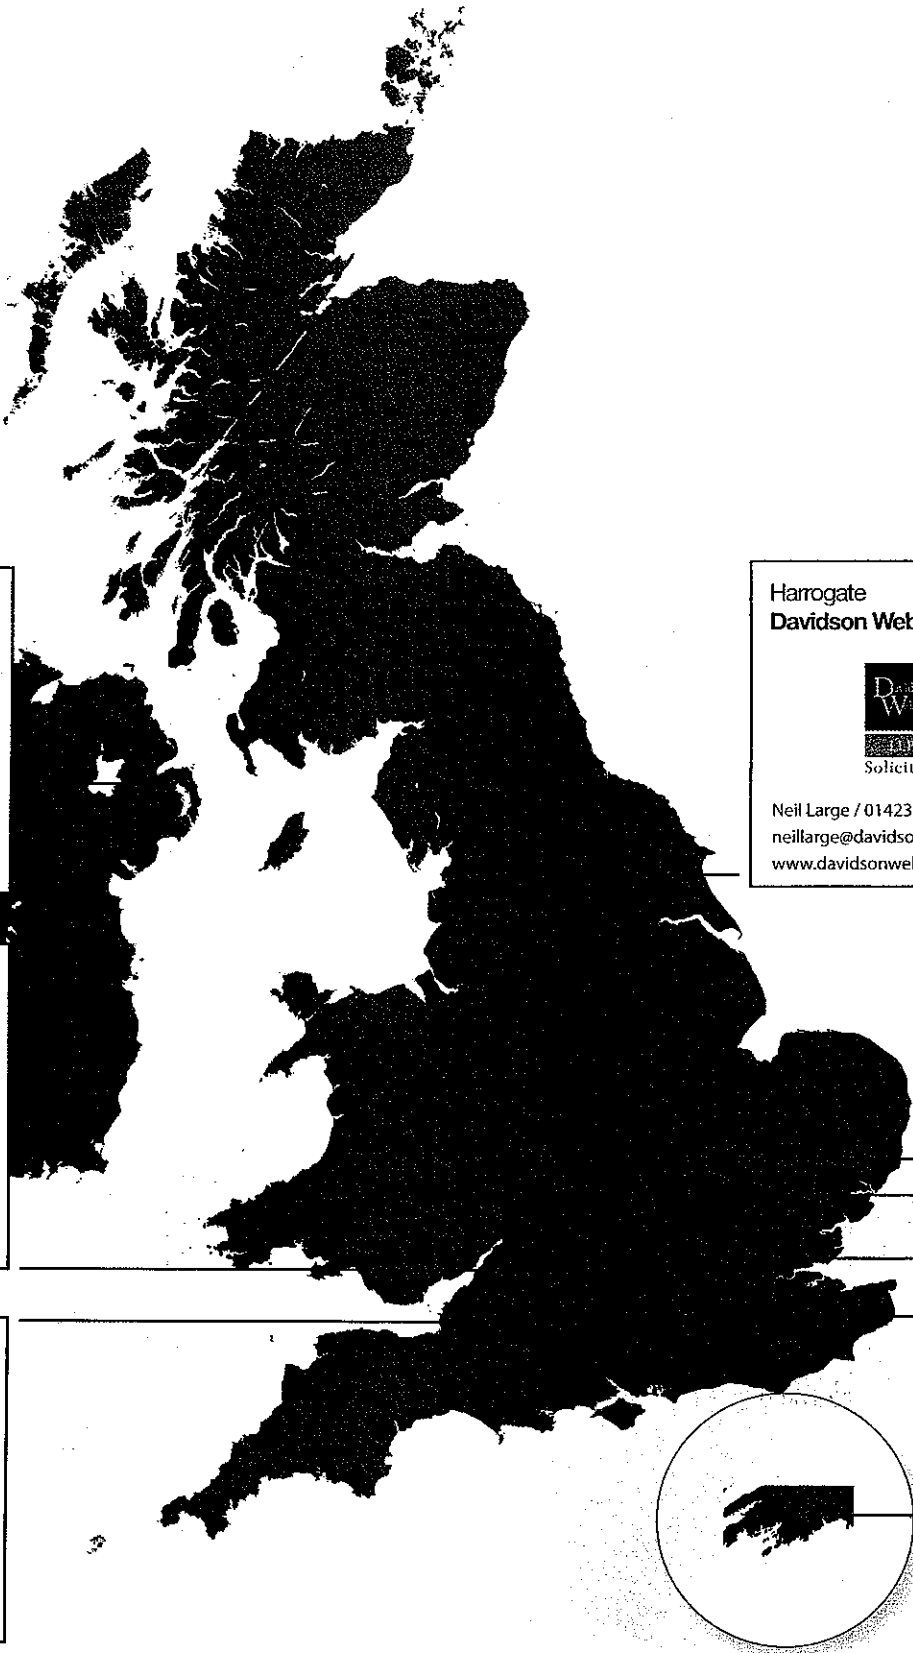 Harrogate
Davidson Web
Solicit
Neil Large / 01423
neillarge@davidso
www.davidsonwel